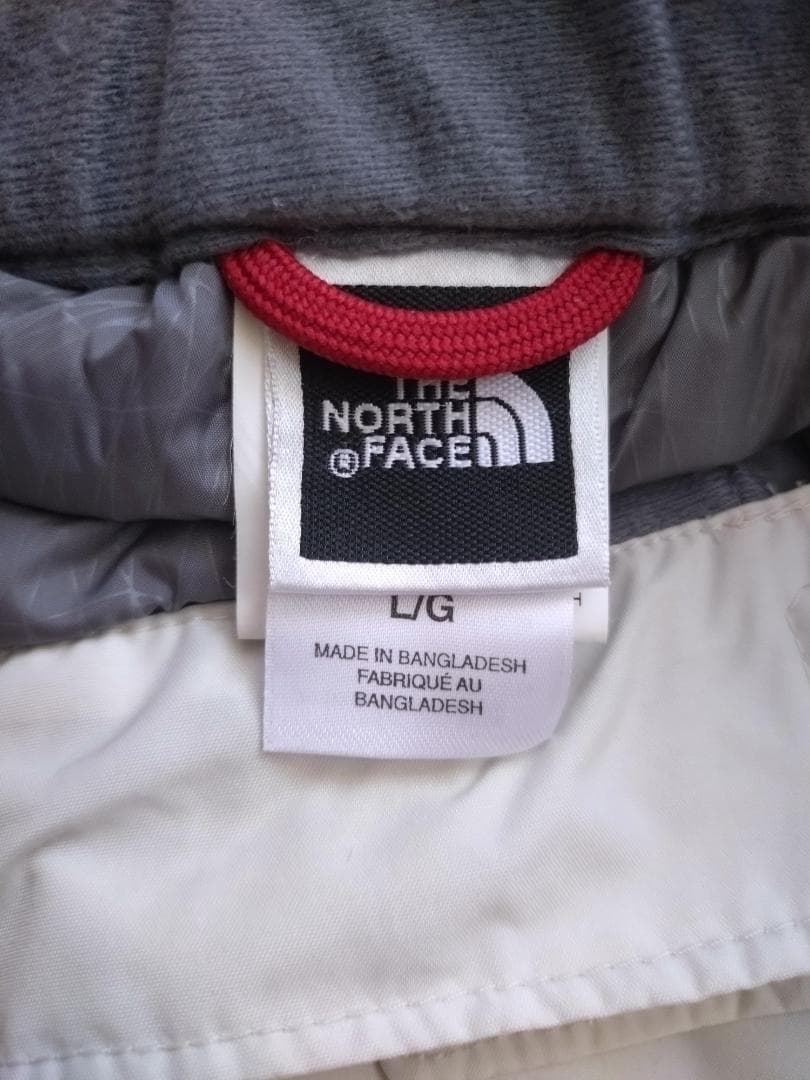 THE
NORTH
FACE
®
L/G
MADE IN BANGLADESH
FABRIQUÉ AU
BANGLADESH